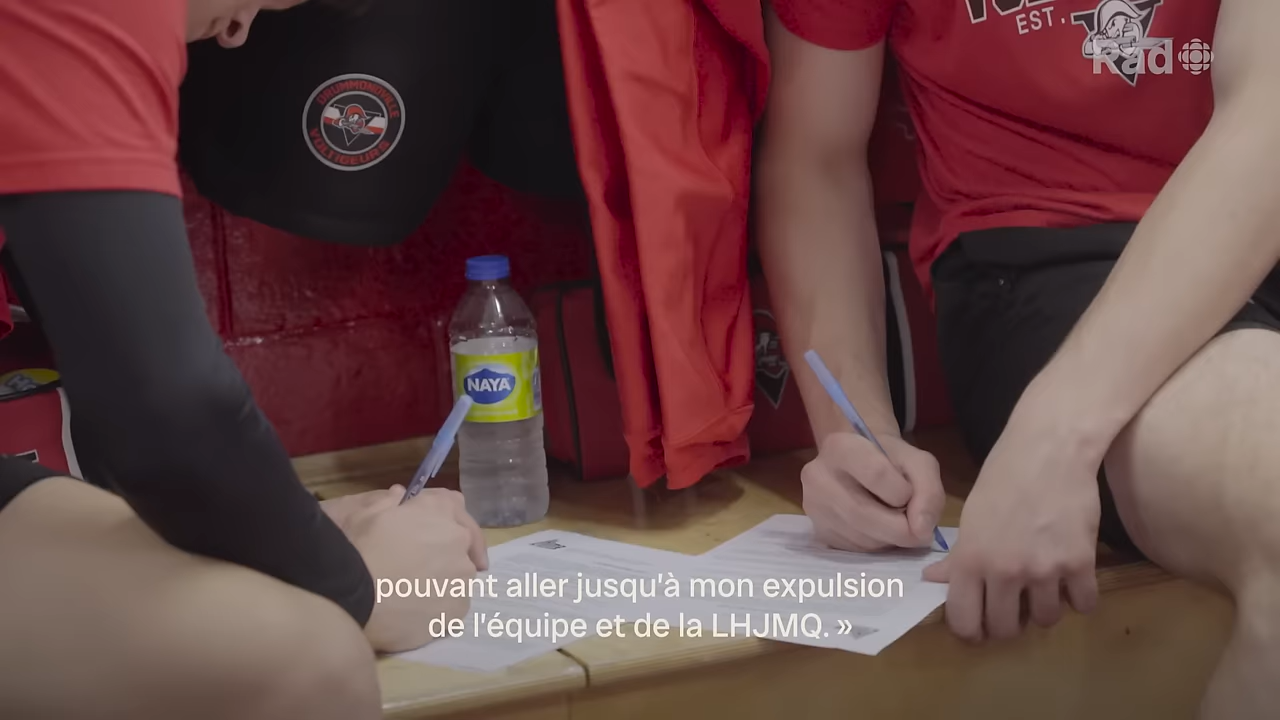 EST.
Rad
DRUMMONDVILLE
VOLTIGEURS
NAYA
pouvant aller jusqu'à mon expulsion
de l'équipe et de la LHJMQ. »